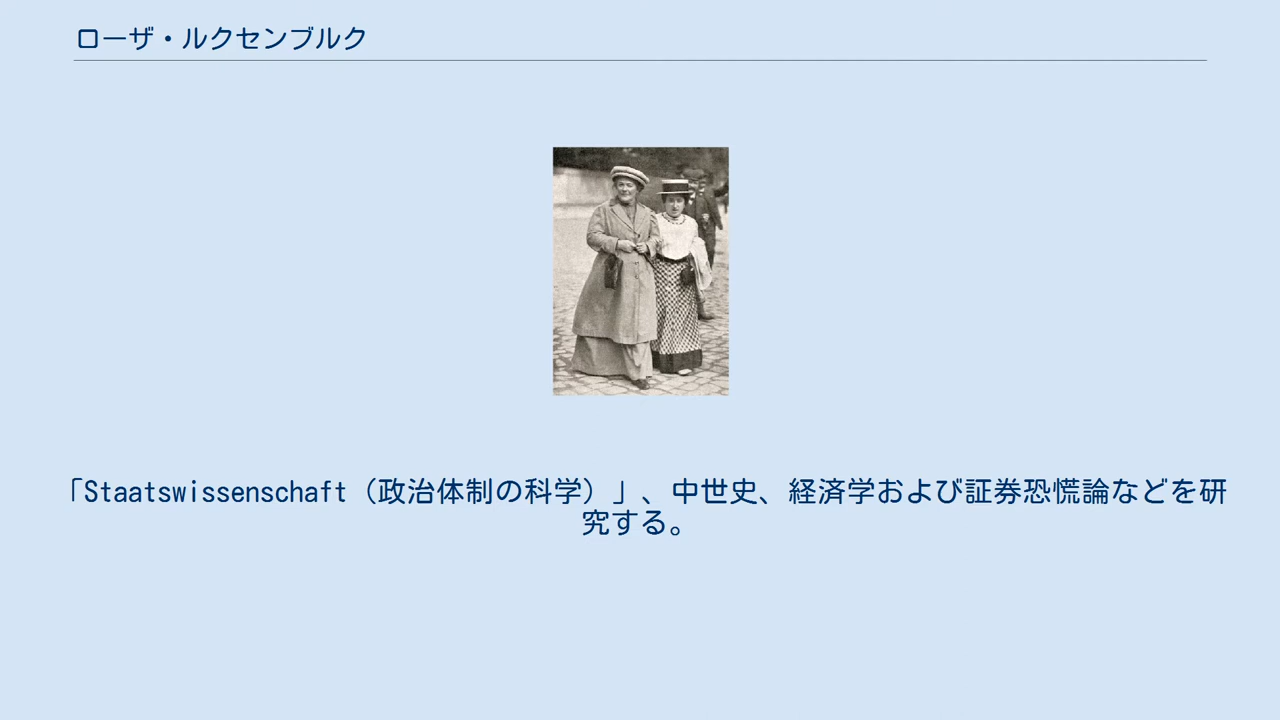 ローザ・ルクセンブルク
「Staatswissenschaft（政治体制の科学）」、中世史、経済学および証券恐慌論などを研
究する。